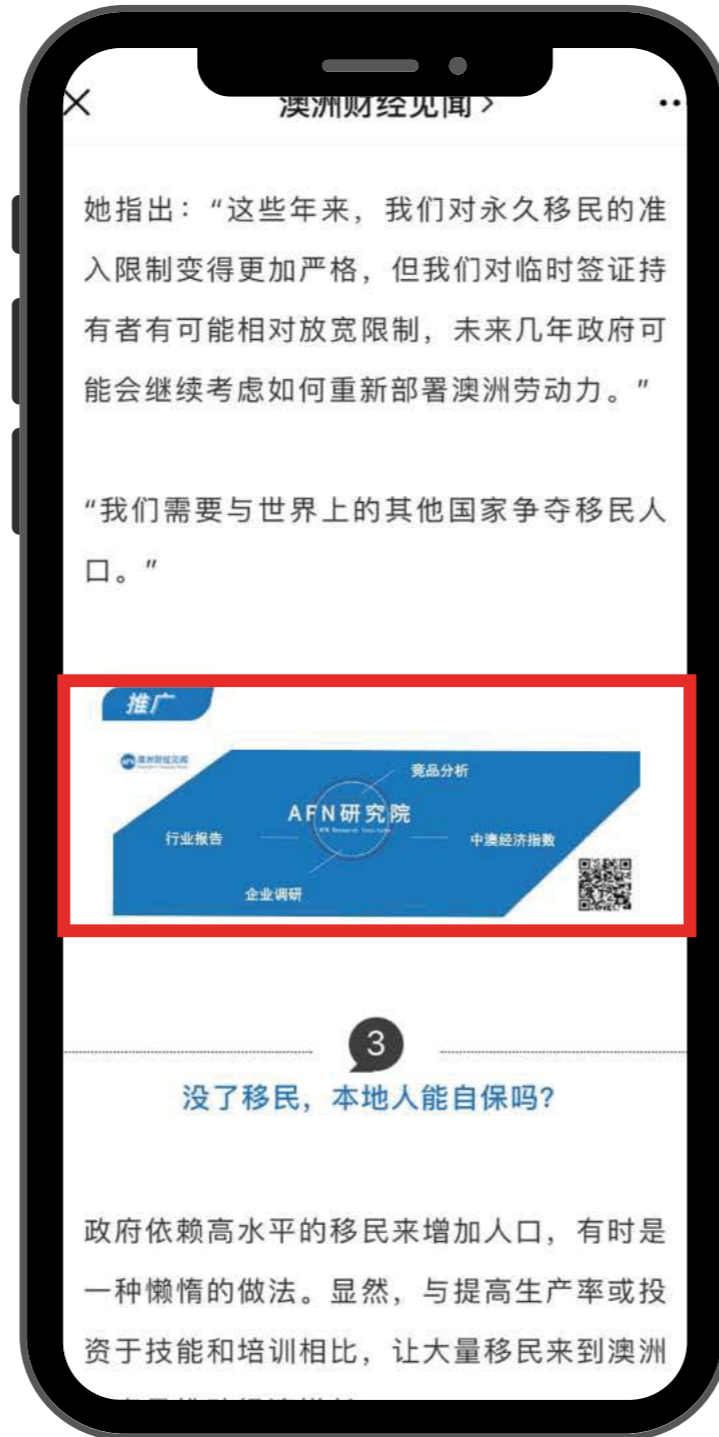 澳洲财经见闻 >
她指出："这些年来，我们对永久移民的准
入限制变得更加严格，但我们对临时签证持
有者有可能相对放宽限制，未来几年政府可
能会继续考虑如何重新部署澳洲劳动力。"
"我们需要与世界上的其他国家争夺移民人
口。"
推广
澳洲财经见闻
竞品分析
AFN研究院
行业报告
中澳经济指数
企业调研
3
没了移民，本地人能自保吗?
政府依赖高水平的移民来增加人口，有时是
一种懒惰的做法。显然，与提高生产率或投
资于技能和培训相比，让大量移民来到澳洲